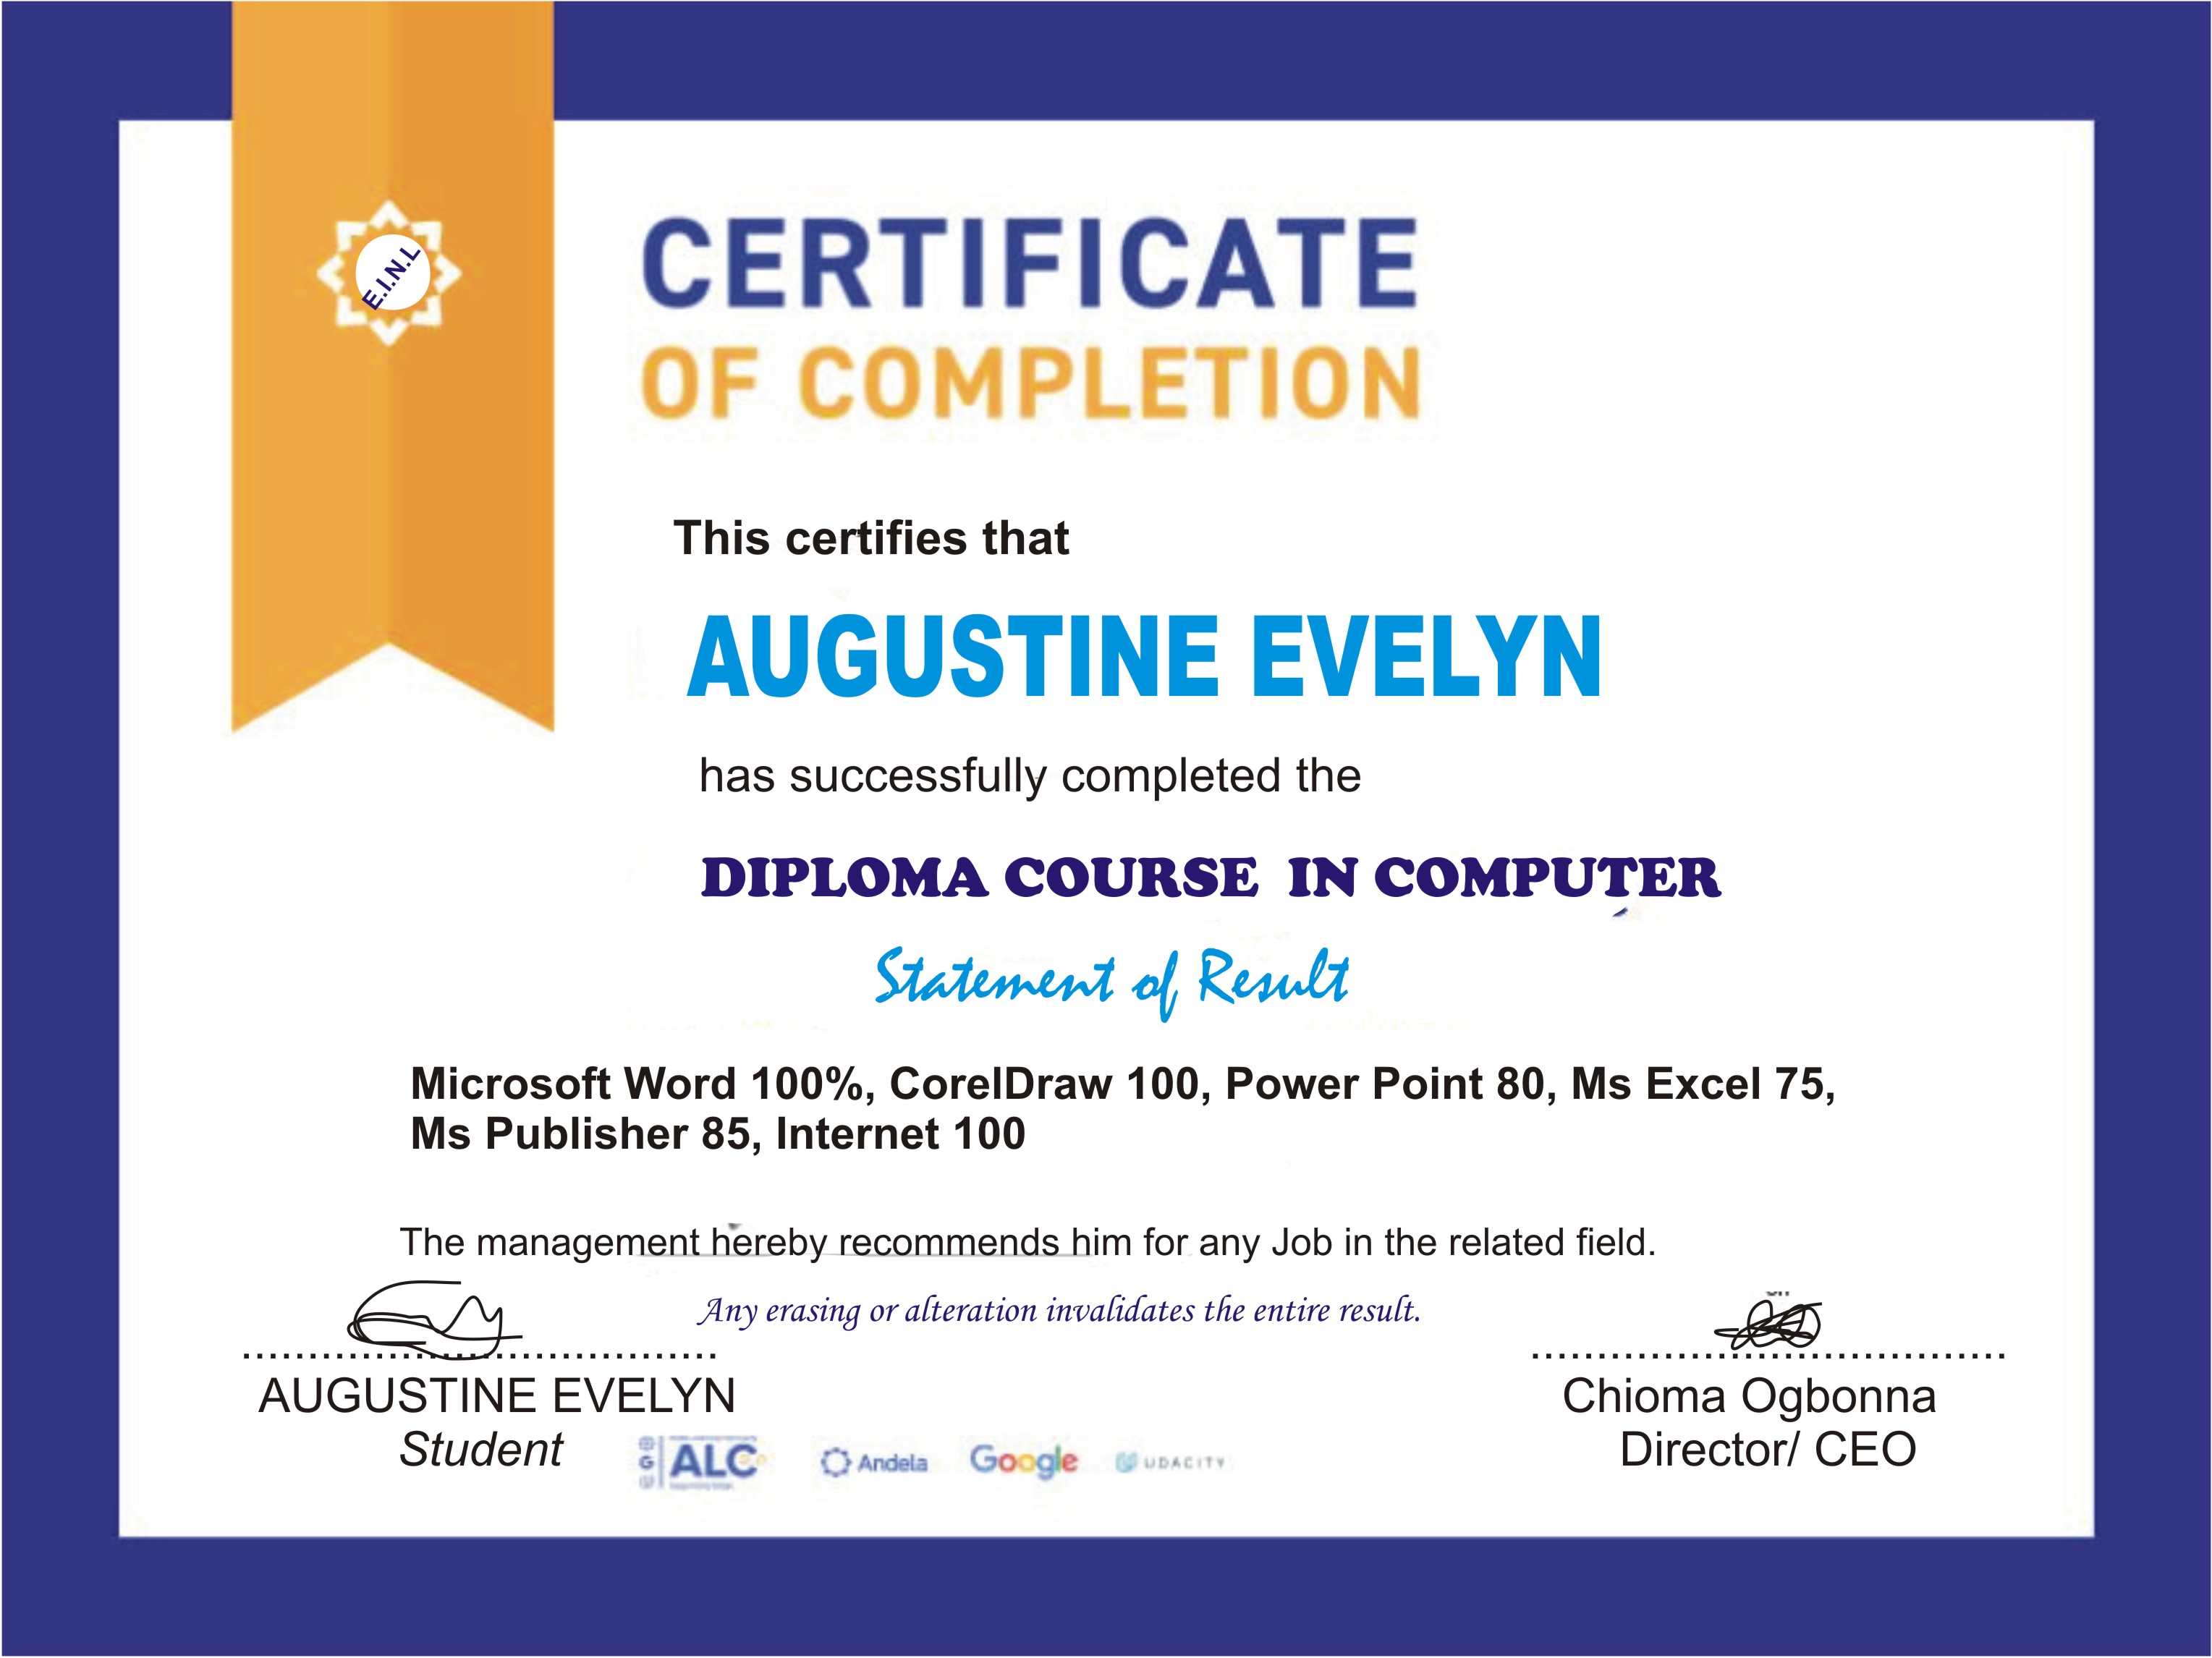 E.I.N.L
CERTIFICATE
OF COMPLETION
This certifies that
AUGUSTINE EVELYN
has successfully completed the
DIPLOMA COURSE IN COMPUTER
Statement of Result
Microsoft Word 100%, CorelDraw 100, Power Point 80, Ms Excel 75,
Ms Publisher 85, Internet 100
The management hereby recommends him for any Job in the related field.
Any erasing or alteration invalidates the entire result.
AUGUSTINE EVELYN
Student
Chioma Ogbonna
Director/ CEO
G ALC Andela Google UDACITY